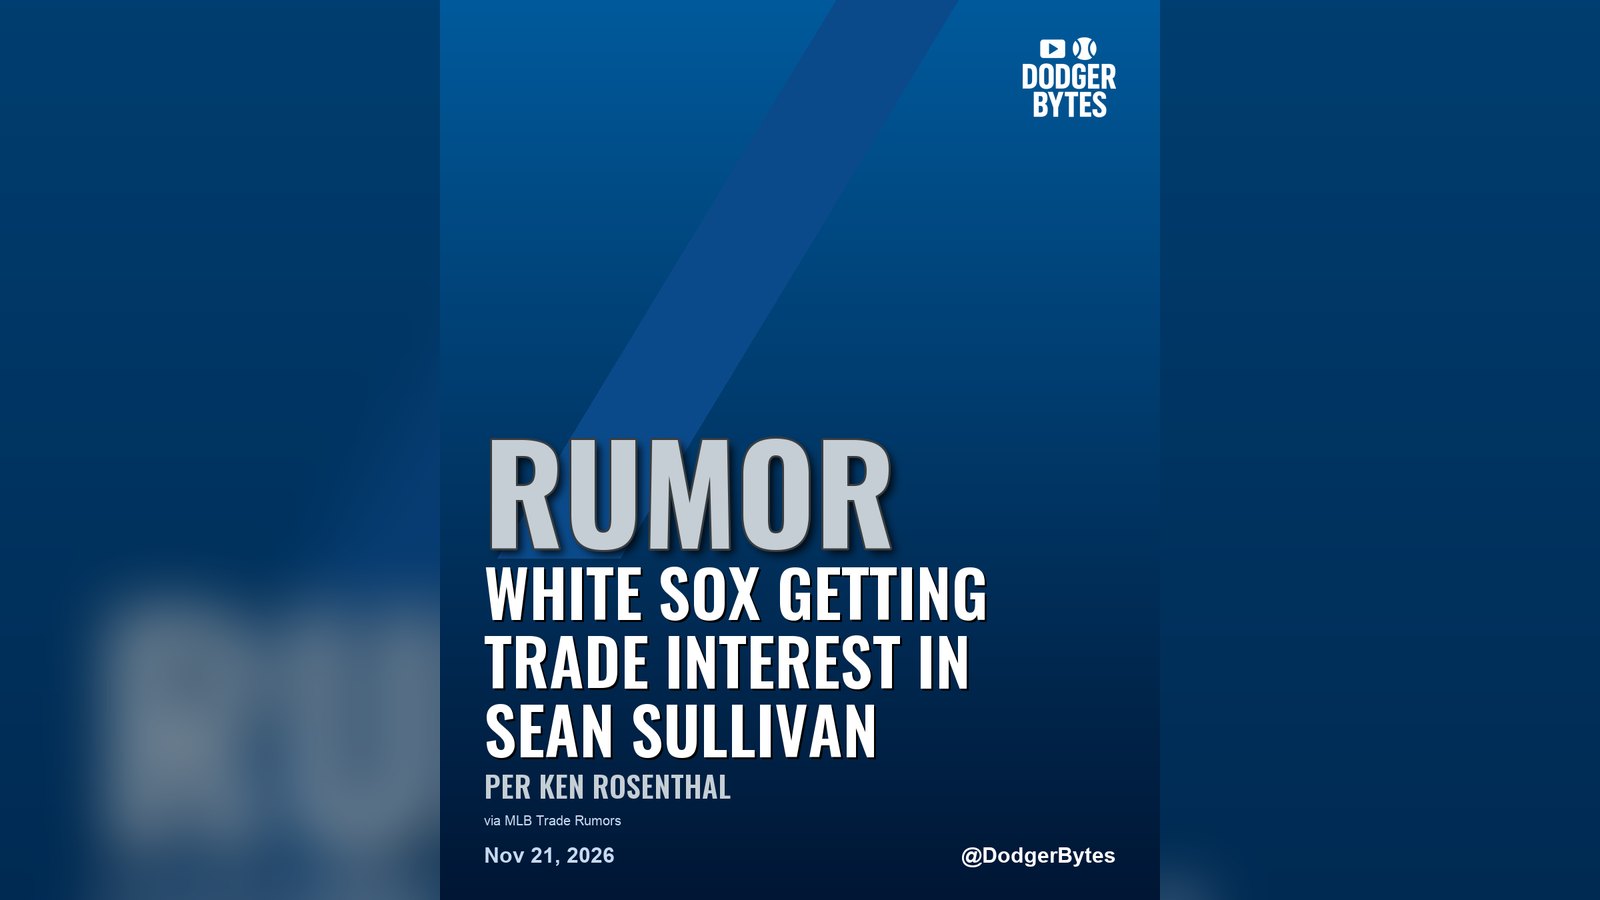 DODGER
BYTES
RUMOR
WHITE SOX GETTING
TRADE INTEREST IN
SEAN SULLIVAN
PER KEN ROSENTHAL
via MLB Trade Rumors
Nov 21, 2026
@DodgerBytes